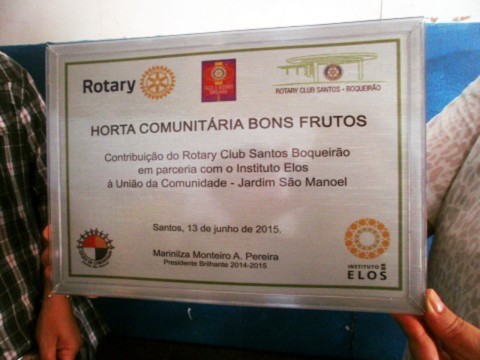 Rotary
ROTARY CLUB SANTOS - BOQUEIRÃO
HORTA COMUNITÁRIA BONS FRUTOS
Contribuição do Rotary Club Santos Boqueirão
em parceria com o Instituto Elos
à União da Comunidade - Jardim São Manoel
Santos, 13 de junho de 2015.
Marinilza Monteiro A. Pereira
Presidente Brilhante 2014-2015
INSTITUTO
ELOS